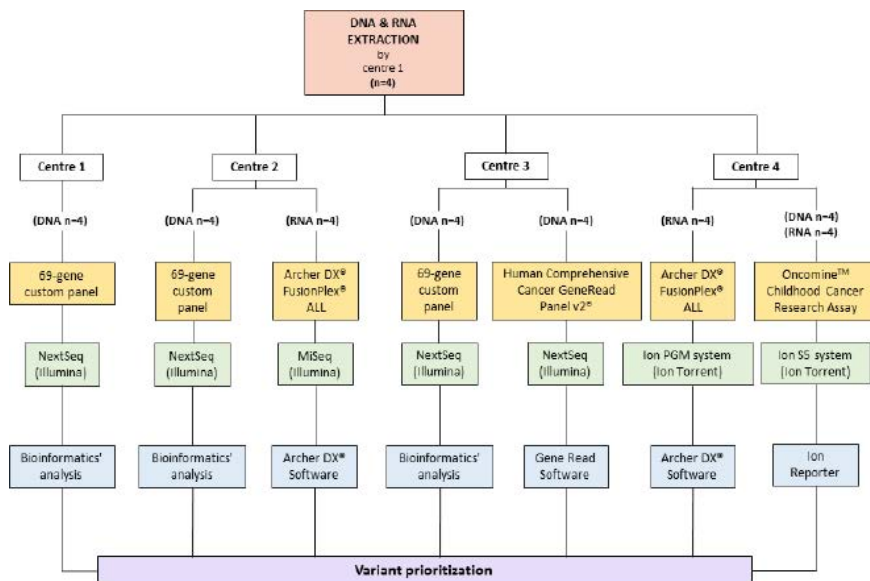 DNA & RNA
EXTRACTION
by
centre 1
(n=4)
Centre 1
Centre 2
Centre 3
Centre 4
(DNA n=4)
(DNA n=4)
(RNA n=4)
(DNA n=4)
(DNA n=4)
(RNA n=4)
(DNA n=4)
(RNA n=4)
69-gene
custom panel
69-gene
custom
panel
Archer DX®
FusionPlex®
ALL
69-gene
custom
panel
Human Comprehensive
Cancer GeneRead
Panel v2®
Archer DX®
FusionPlex®
ALL
Oncomine™
Childhood Cancer
Research Assay
NextSeq
(Illumina)
NextSeq
(Illumina)
MiSeq
(Illumina)
NextSeq
(Illumina)
NextSeq
(Illumina)
Ion PGM system
(Ion Torrent)
Ion S5 system
(Ion Torrent)
Bioinformatics'
analysis
Bioinformatics'
analysis
Archer DX®
Software
Bioinformatics'
analysis
Gene Read
Software
Archer DX®
Software
Ion
Reporter
Variant prioritization